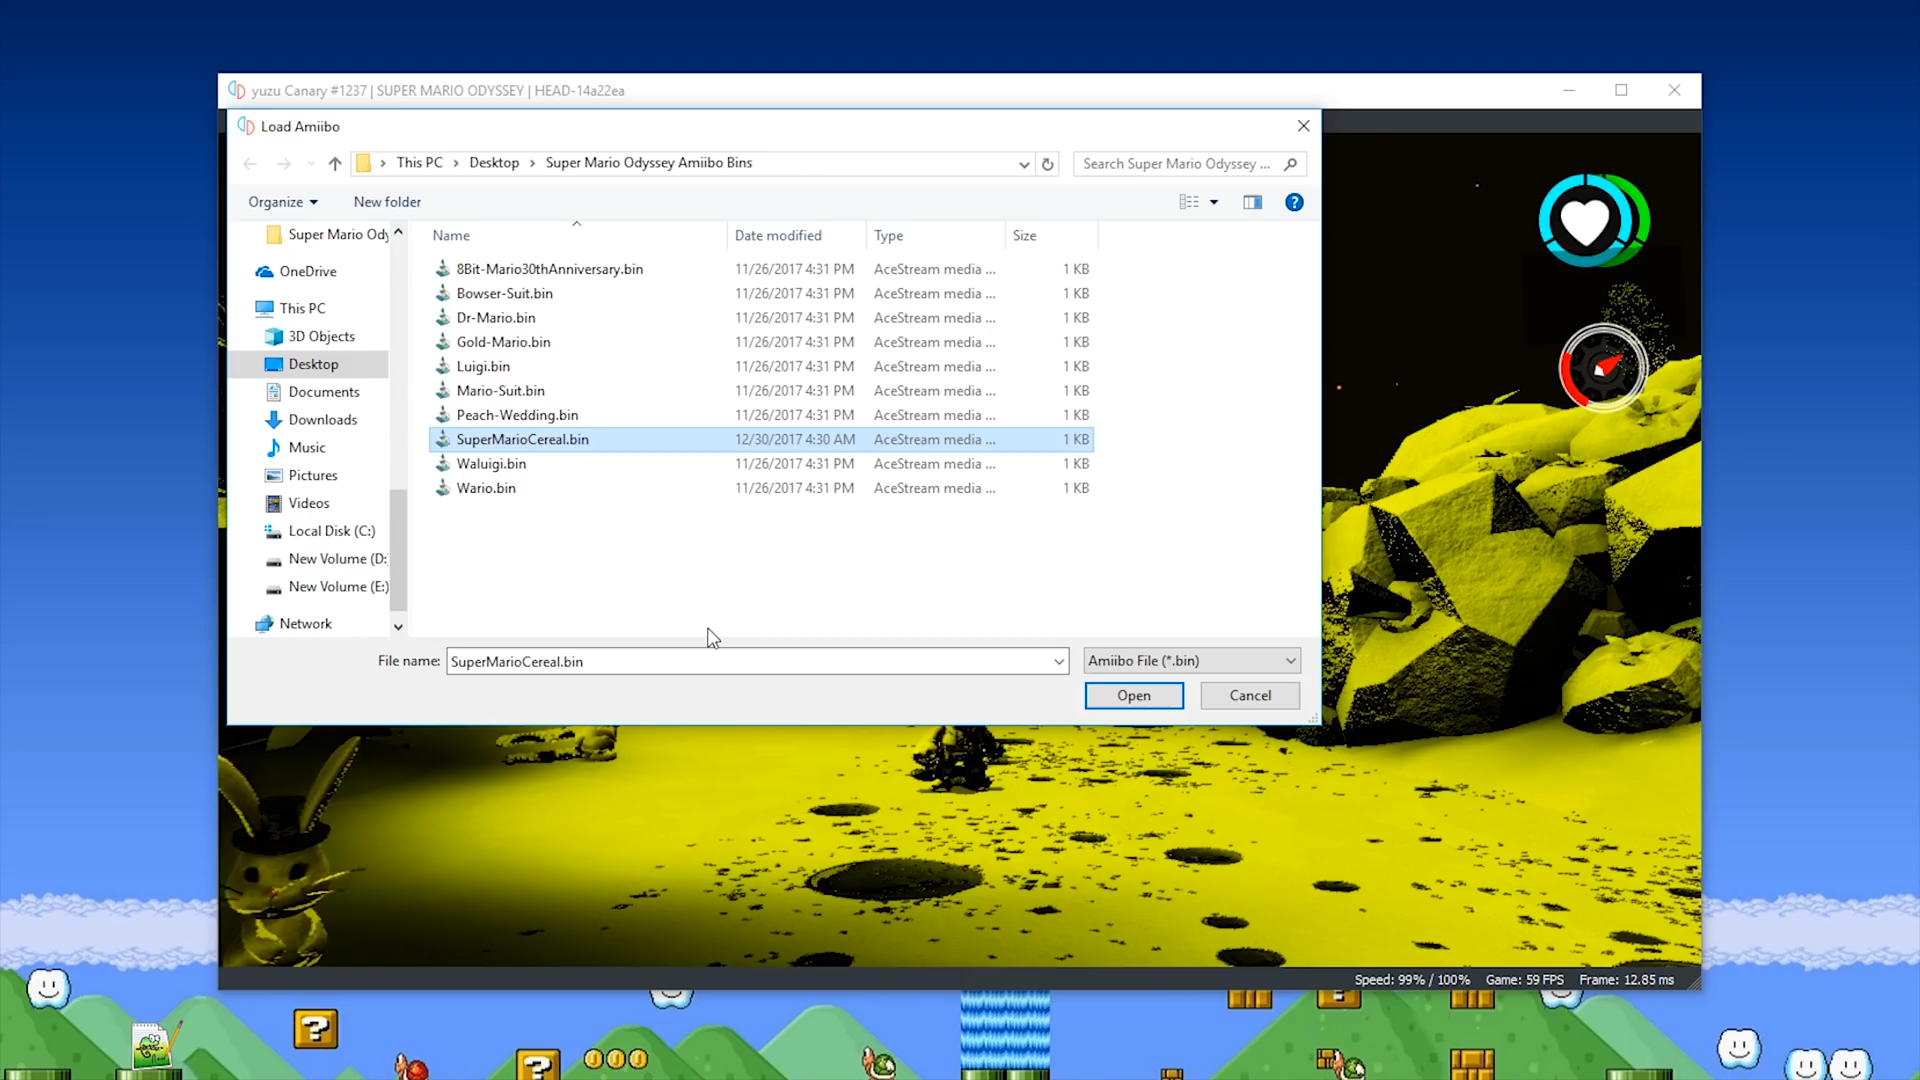 yuzu Canary #1237 | SUPER MARIO ODYSSEY | HEAD-14a22ea
Load Amiibo
This PC > Desktop > Super Mario Odyssey Amiibo Bins
Search Super Mario Odyssey ...
Organize
New folder
Super Mario Ody
OneDrive
This PC
3D Objects
Desktop
Documents
Downloads
Music
Pictures
Videos
Local Disk (C:)
New Volume (D:
New Volume (E:)
Network
Name Date modified Type Size
8Bit-Mario30thAnniversary.bin 11/26/2017 4:31 PM AceStream media ... 1 KB
Bowser-Suit.bin 11/26/2017 4:31 PM AceStream media ... 1 KB
Dr-Mario.bin 11/26/2017 4:31 PM AceStream media ... 1 KB
Gold-Mario.bin 11/26/2017 4:31 PM AceStream media ... 1 KB
Luigi.bin 11/26/2017 4:31 PM AceStream media ... 1 KB
Mario-Suit.bin 11/26/2017 4:31 PM AceStream media ... 1 KB
Peach-Wedding.bin 11/26/2017 4:31 PM AceStream media ... 1 KB
SuperMarioCereal.bin 12/30/2017 4:30 AM AceStream media ... 1 KB
Waluigi.bin 11/26/2017 4:31 PM AceStream media ... 1 KB
Wario.bin 11/26/2017 4:31 PM AceStream media ... 1 KB
File name: SuperMarioCereal.bin
Amiibo File (*.bin)
Open
Cancel
Speed: 99% / 100% Game: 59 FPS Frame: 12.85 ms